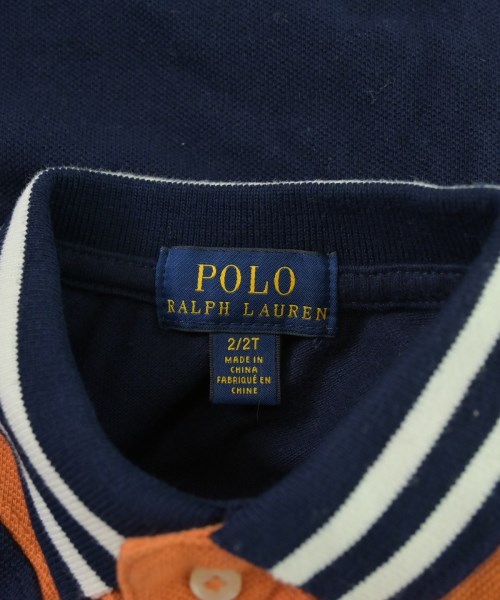 POLO
RALPH LAUREN
2/2T
MADE IN
CHINA
FABRIQUÉ EN
CHINE